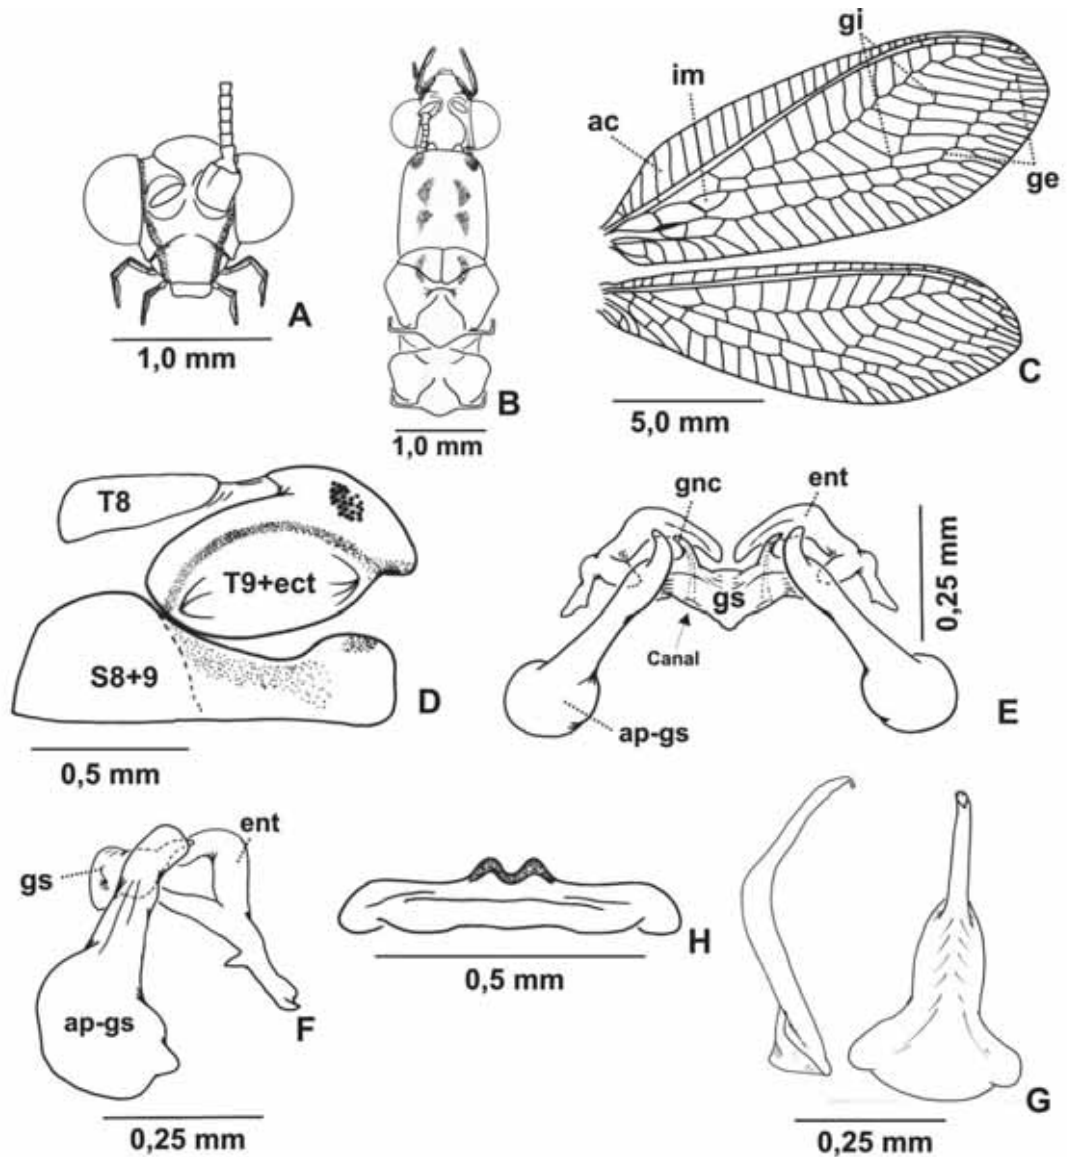 gi
im
ac
ge
A
1,0 mm
B
1,0 mm
C
5,0 mm
T8
T9+ect
S8+9
D
0,5 mm
gnc
ent
gs
Canal
0,25 mm
ap-gs
E
ent
gs
ap-gs
F
0,25 mm
H
0,5 mm
G
0,25 mm